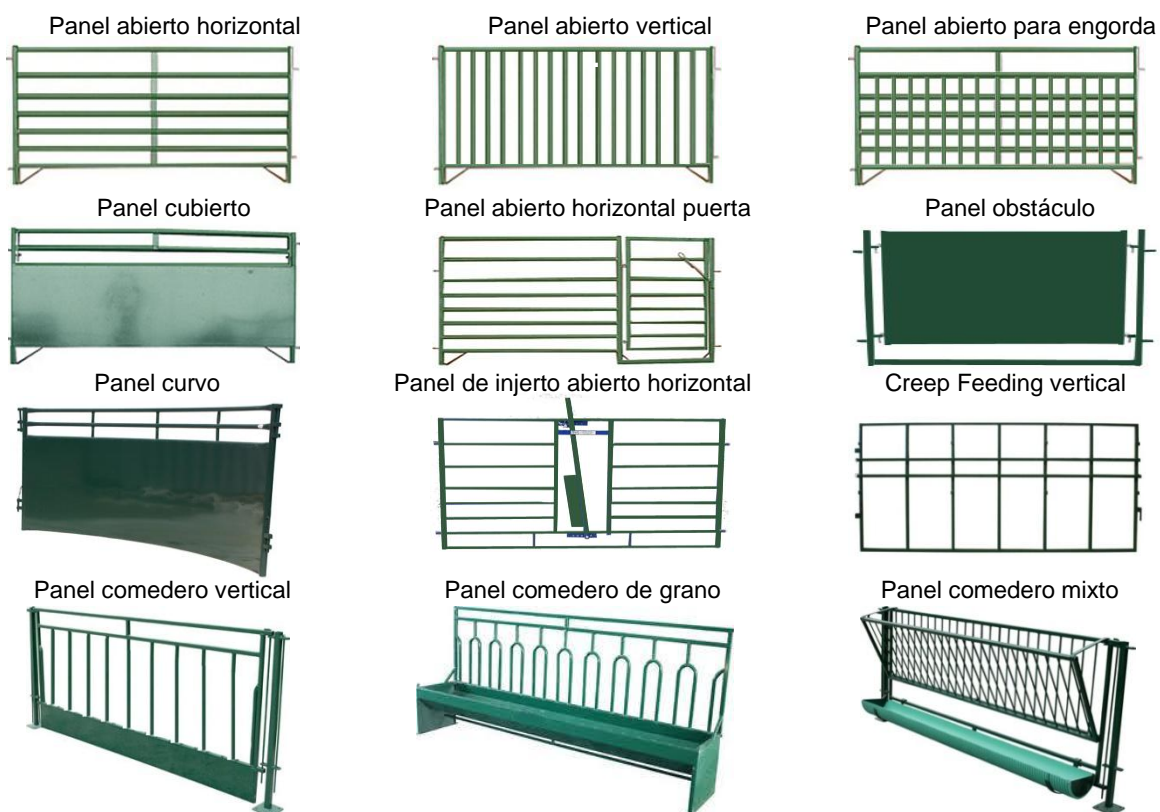 Panel abierto horizontal
Panel abierto vertical
Panel abierto para engorda
Panel cubierto
Panel abierto horizontal puerta
Panel obstáculo
Panel curvo
Panel de injerto abierto horizontal
Creep Feeding vertical
Panel comedero vertical
Panel comedero de grano
Panel comedero mixto